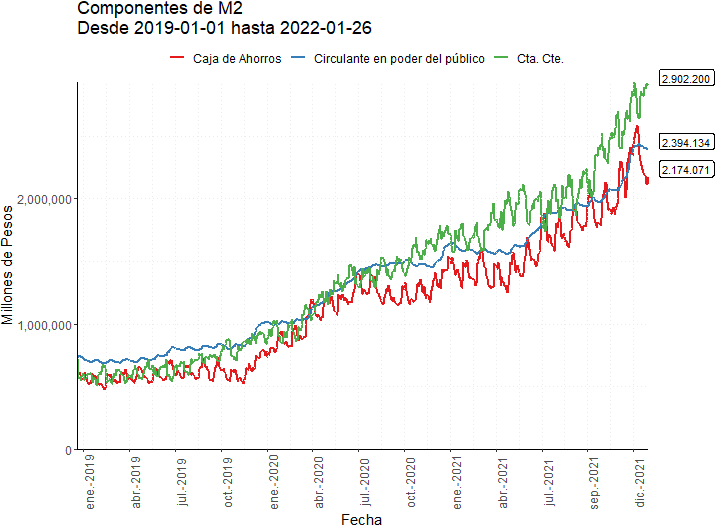 Componentes de M2
Desde 2019-01-01 hasta 2022-01-26
Caja de Ahorros Circulante en poder del público Cta. Cte.
2.902.200
2.394.134
2.174.071
Millones de Pesos
2,000,000
1,000,000
0
ene.-2019 abr.-2019 jul.-2019 oct.-2019 ene.-2020 abr.-2020 jul.-2020 oct.-2020 ene.-2021 abr.-2021 jul.-2021 sep.-2021 dic.-2021
Fecha